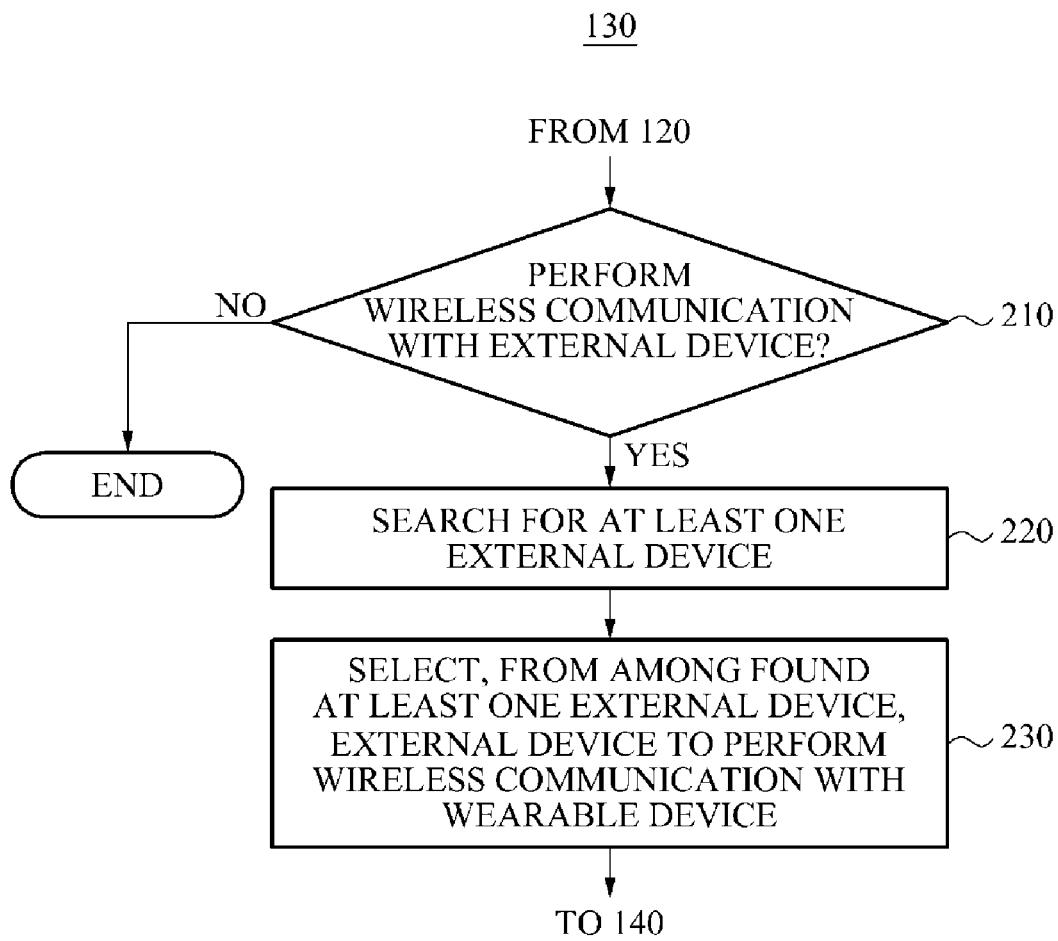 130
FROM 120
PERFORM
WIRELESS COMMUNICATION
WITH EXTERNAL DEVICE?
NO
210
YES
END
SEARCH FOR AT LEAST ONE
EXTERNAL DEVICE
220
SELECT, FROM AMONG FOUND
AT LEAST ONE EXTERNAL DEVICE,
EXTERNAL DEVICE TO PERFORM
WIRELESS COMMUNICATION WITH
WEARABLE DEVICE
230
TO 140